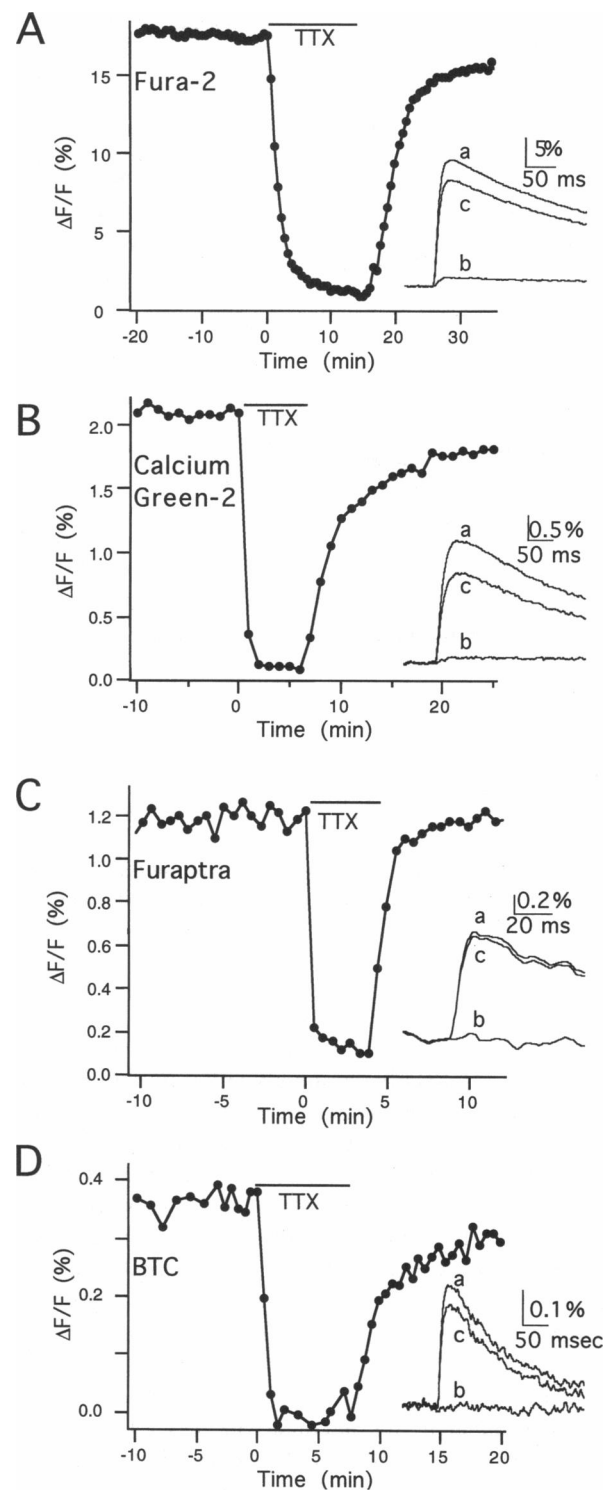 A
TTX
Fura-2
15
10
5
0
ΔF/F (%)
a
c
b
5%
50 ms
-20 -10 0 10 20 30
Time (min)
B
TTX
Calcium
Green-2
2.0
1.5
1.0
0.5
0.0
ΔF/F (%)
a
c
b
0.5%
50 ms
-10 0 10 20
Time (min)
C
TTX
Furaptra
1.2
1.0
0.8
0.6
0.4
0.2
0.0
ΔF/F (%)
a
c
b
0.2%
20 ms
-10 -5 0 5 10
Time (min)
D
TTX
BTC
0.4
0.2
0.0
ΔF/F (%)
a
c
b
0.1%
50 msec
-10 -5 0 5 10 15 20
Time (min)